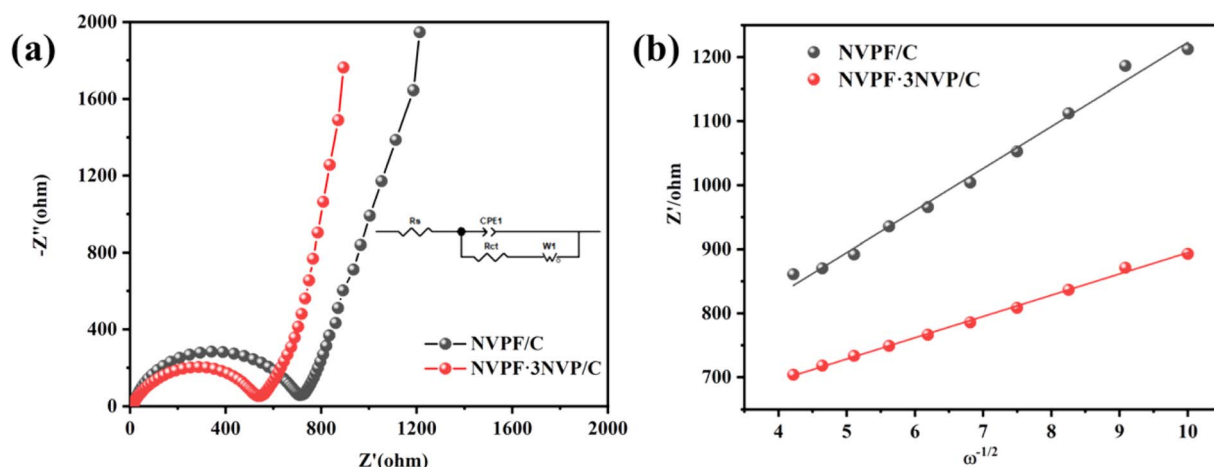 (a)
2000
1600
1200
800
400
0
-Z"(ohm)
0 400 800 1200 1600 2000
Z'(ohm)
Rs
CPE1
Rct
W1
NVPF/C
NVPF·3NVP/C
(b)
1200
1100
1000
900
800
700
Z'/ohm
4 5 6 7 8 9 10
ω-1/2
NVPF/C
NVPF·3NVP/C